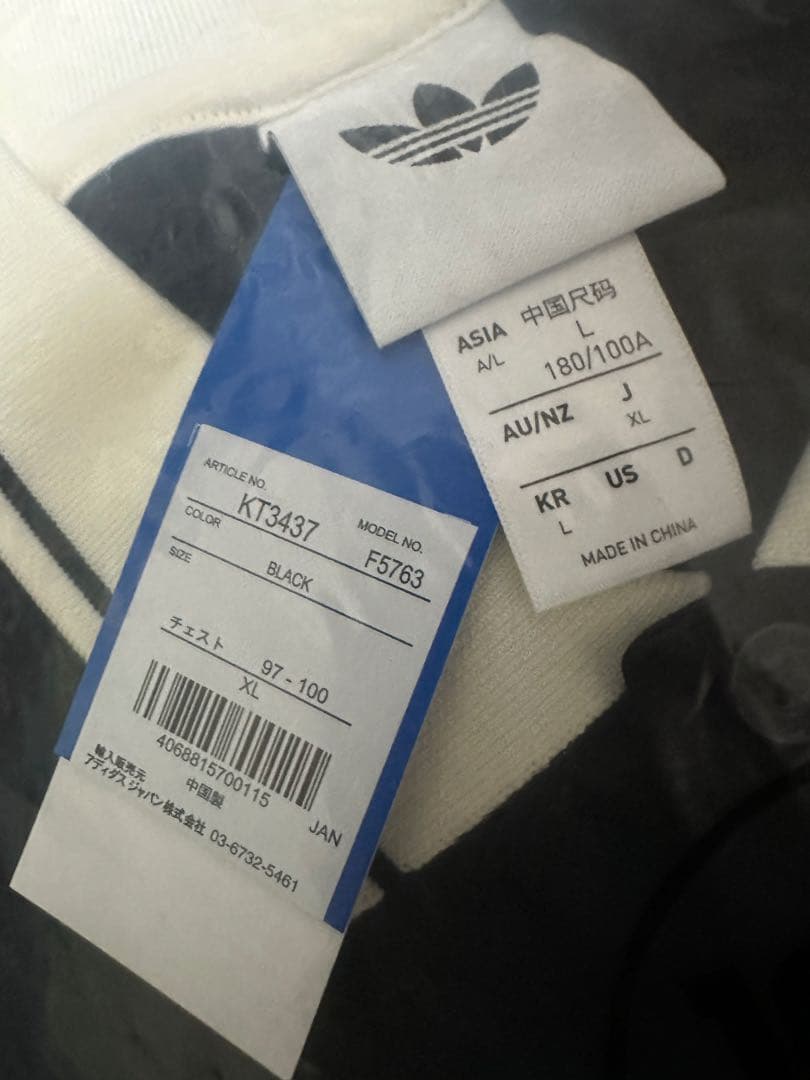 ASIA 中国尺码
A/L L
180/100A
AU/NZ J
XL
KR US D
L
MADE IN CHINA
ARTICLE NO. MODEL NO.
KT3437 F5763
COLOR
BLACK
SIZE
チェスト 97 - 100
XL
4068815700115
中国製 JAN
輸入販売元
アディダス ジャパン株式会社 03-6732-5461